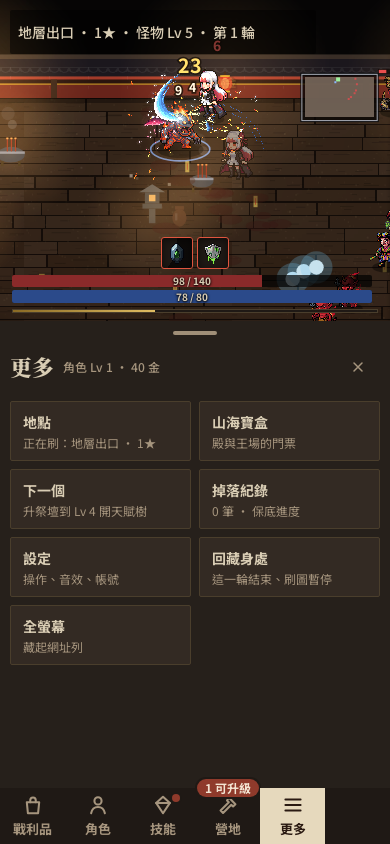 地層出口 · 1★ · 怪物 Lv 5 · 第 1 輪
6
23
9 4
98 / 140
78 / 80
更多 角色 Lv 1 · 40 金
地點
正在刷：地層出口 · 1★
山海寶盒
殿與王場的門票
下一個
升祭壇到 Lv 4 開天賦樹
掉落紀錄
0 筆 · 保底進度
設定
操作、音效、帳號
回藏身處
這一輪結束、刷圖暫停
全螢幕
藏起網址列
1 可升級
戰利品
角色
技能
營地
更多